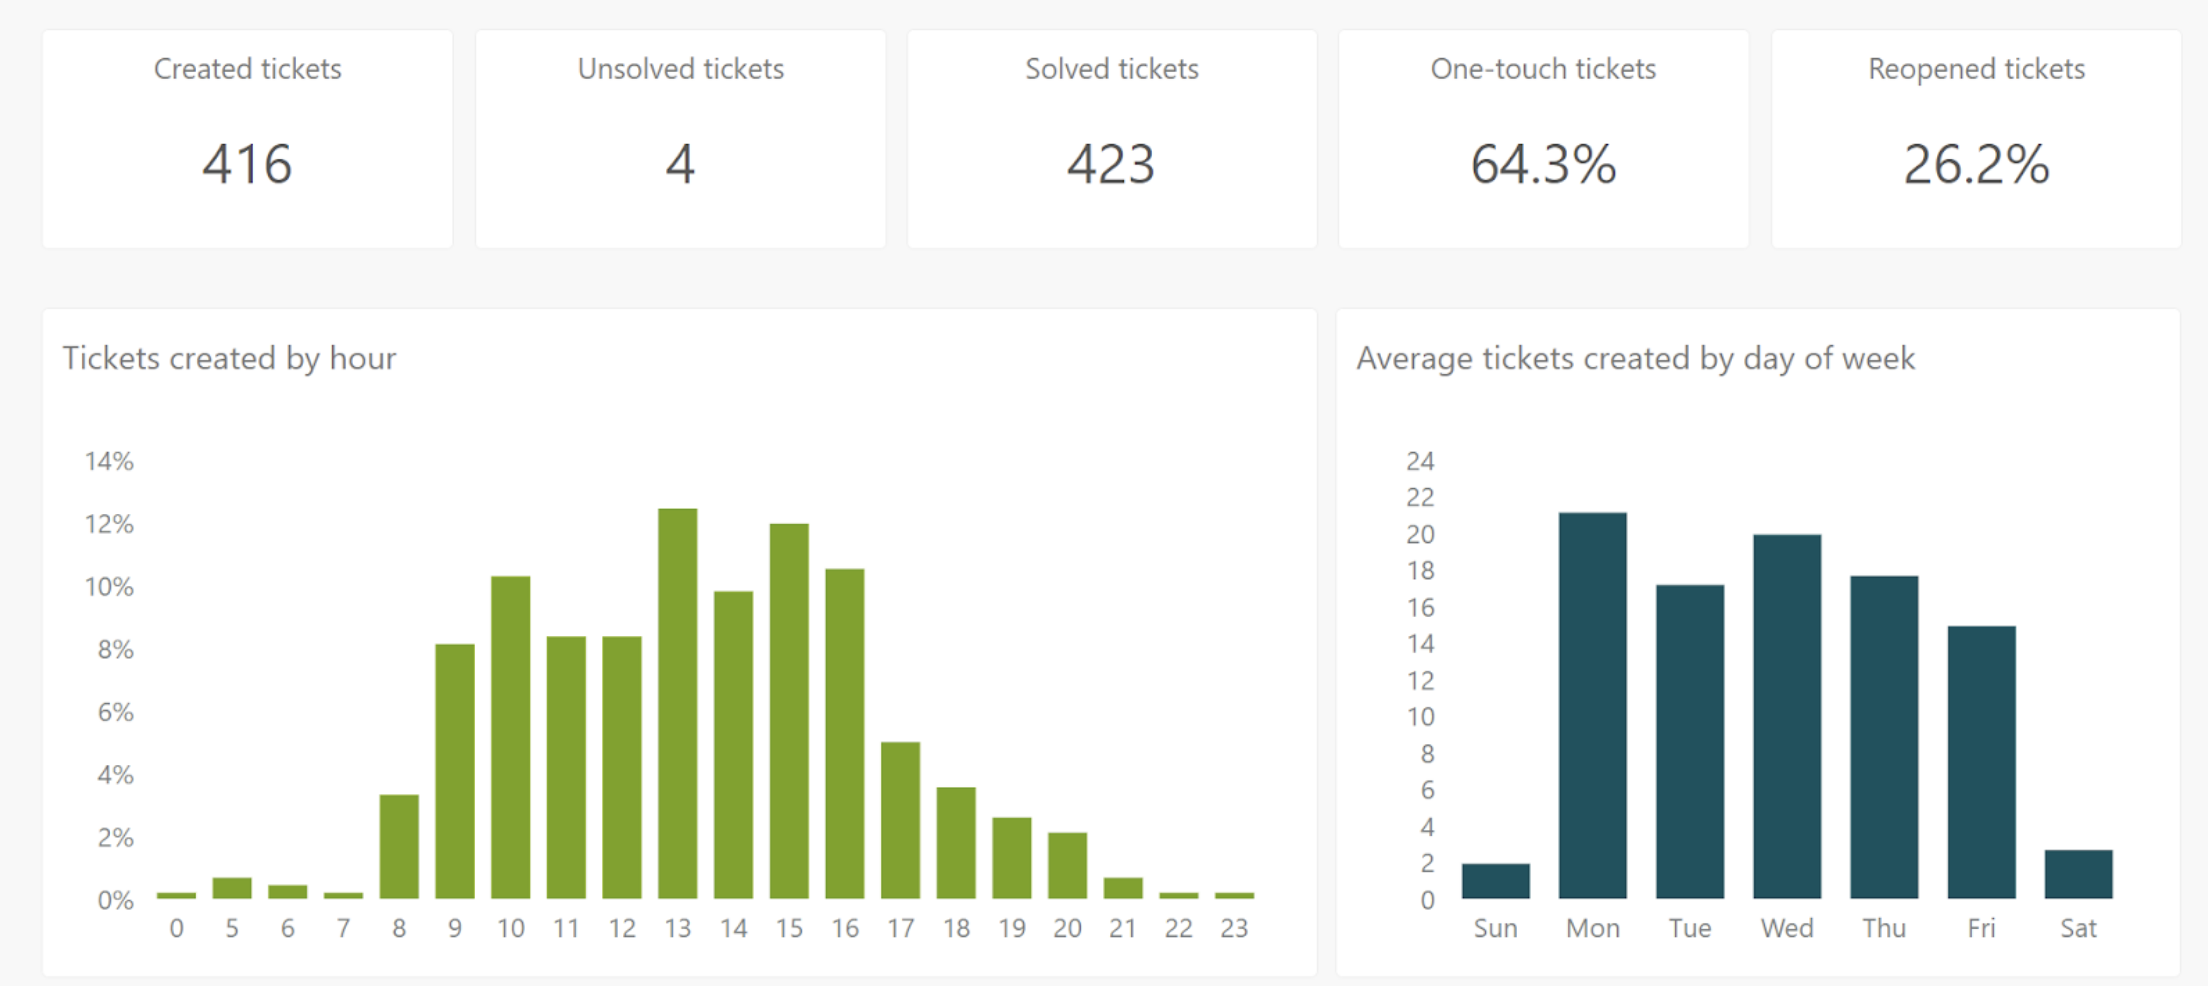 Created tickets
416
Unsolved tickets
4
Solved tickets
423
One-touch tickets
64.3%
Reopened tickets
26.2%
Tickets created by hour
14%
12%
10%
8%
6%
4%
2%
0%
0 5 6 7 8 9 10 11 12 13 14 15 16 17 18 19 20 21 22 23
Average tickets created by day of week
24
22
20
18
16
14
12
10
8
6
4
2
0
Sun Mon Tue Wed Thu Fri Sat